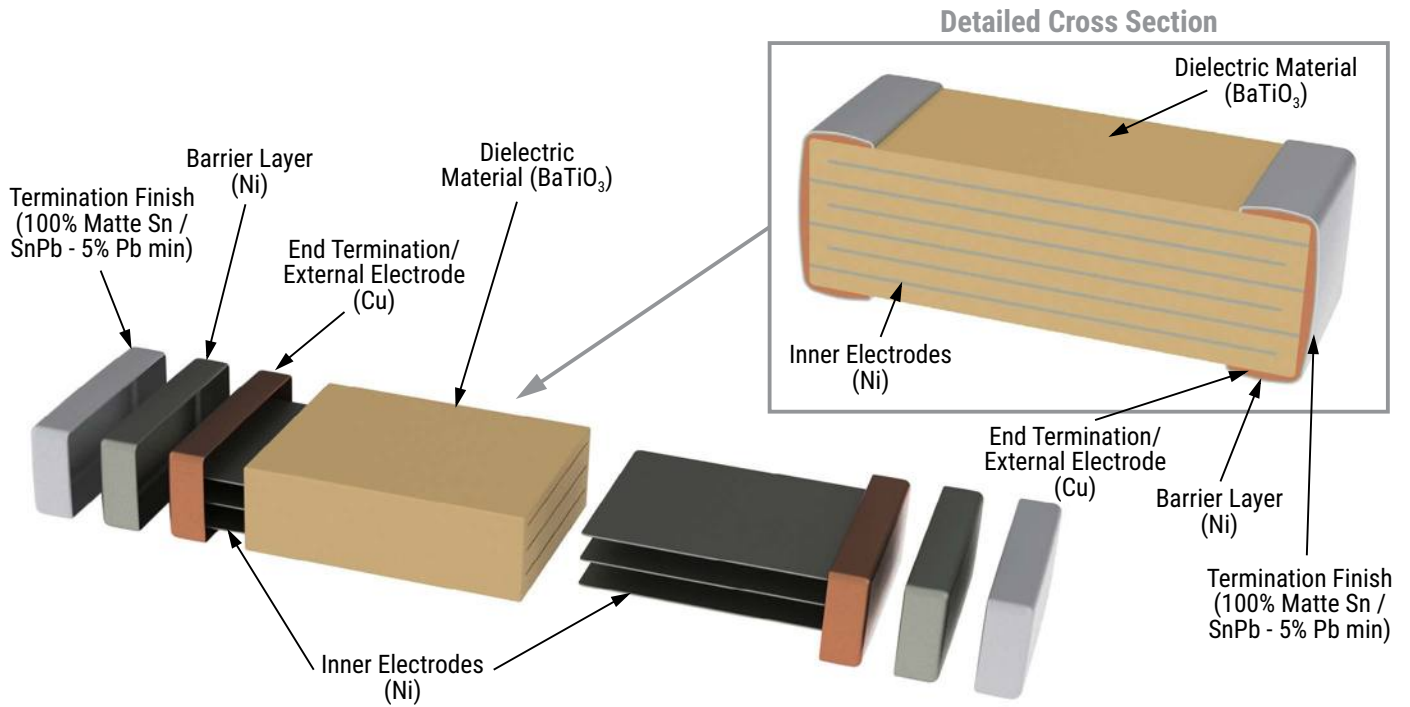 Detailed Cross Section
Dielectric Material
(BaTiO₃)
Inner Electrodes
(Ni)
End Termination/
External Electrode
(Cu)
Barrier Layer
(Ni)
Termination Finish
(100% Matte Sn /
SnPb - 5% Pb min)
Termination Finish
(100% Matte Sn /
SnPb - 5% Pb min)
Barrier Layer
(Ni)
End Termination/
External Electrode
(Cu)
Dielectric
Material (BaTiO₃)
Inner Electrodes
(Ni)